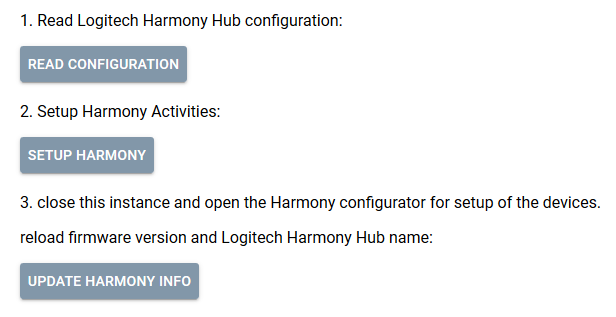 1. Read Logitech Harmony Hub configuration:
READ CONFIGURATION
2. Setup Harmony Activities:
SETUP HARMONY
3. close this instance and open the Harmony configurator for setup of the devices.
reload firmware version and Logitech Harmony Hub name:
UPDATE HARMONY INFO